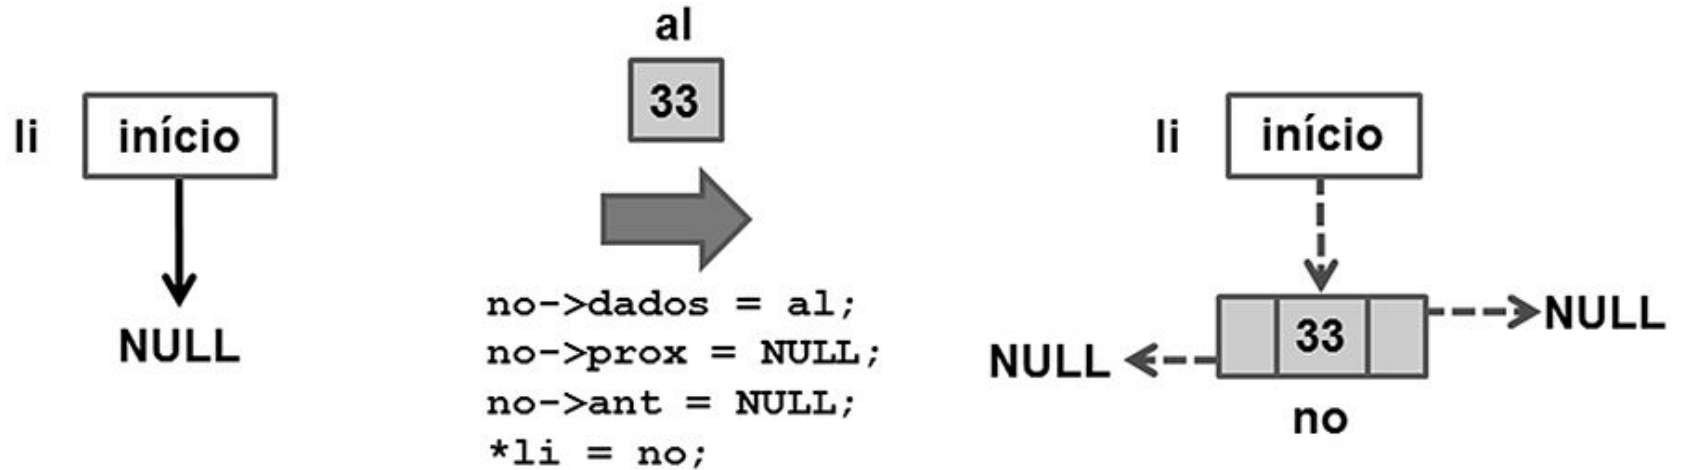 li
início
NULL
al
33
no->dados = al;
no->prox = NULL;
no->ant = NULL;
*li = no;
li
início
NULL
33
NULL
no